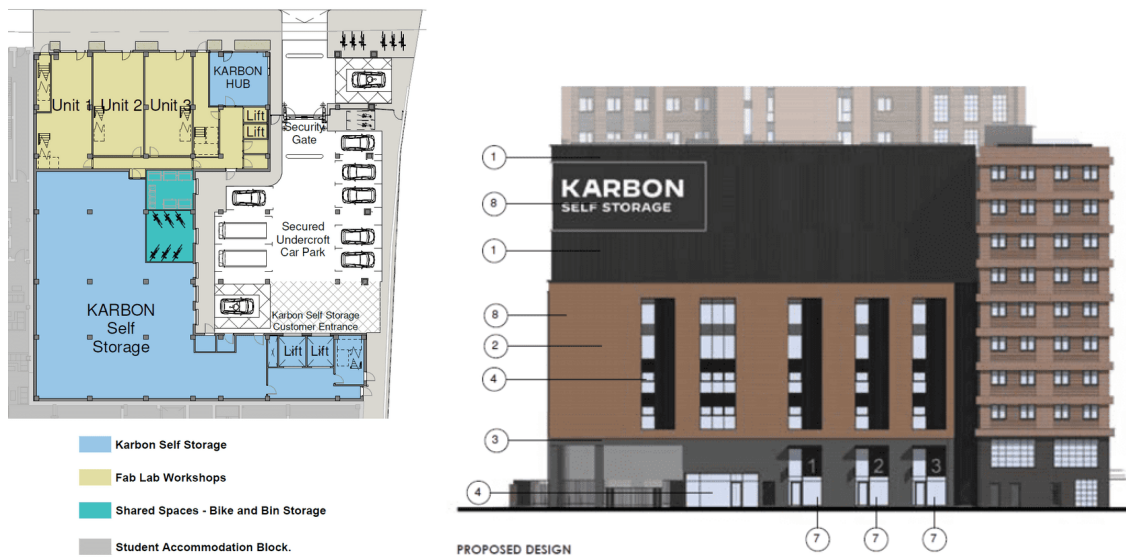 KARBON
HUB
Unit 1
Unit 2
Unit 3
Lift
Lift
Security
Gate
Secured
Undercroft
Car Park
KARBON
Self
Storage
Karbon Self Storage
Customer Entrance
Lift
Lift
Karbon Self Storage
Fab Lab Workshops
Shared Spaces - Bike and Bin Storage
Student Accommodation Block.
1
KARBON
8
SELF STORAGE
1
8
2
4
3
1
2
3
4
7
7
7
PROPOSED DESIGN